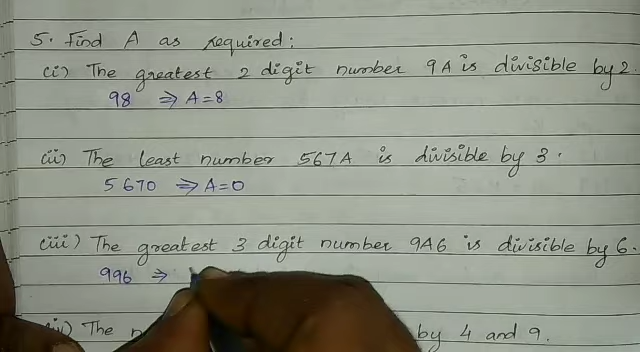 5. Find A as required:
(i) The greatest 2 digit number 9A is divisible by 2.
98 ⇒ A=8
(ii) The least number 567A is divisible by 3.
5670 ⇒ A=0
(iii) The greatest 3 digit number 9A6 is divisible by 6.
996 ⇒
(iv) The by 4 and 9.